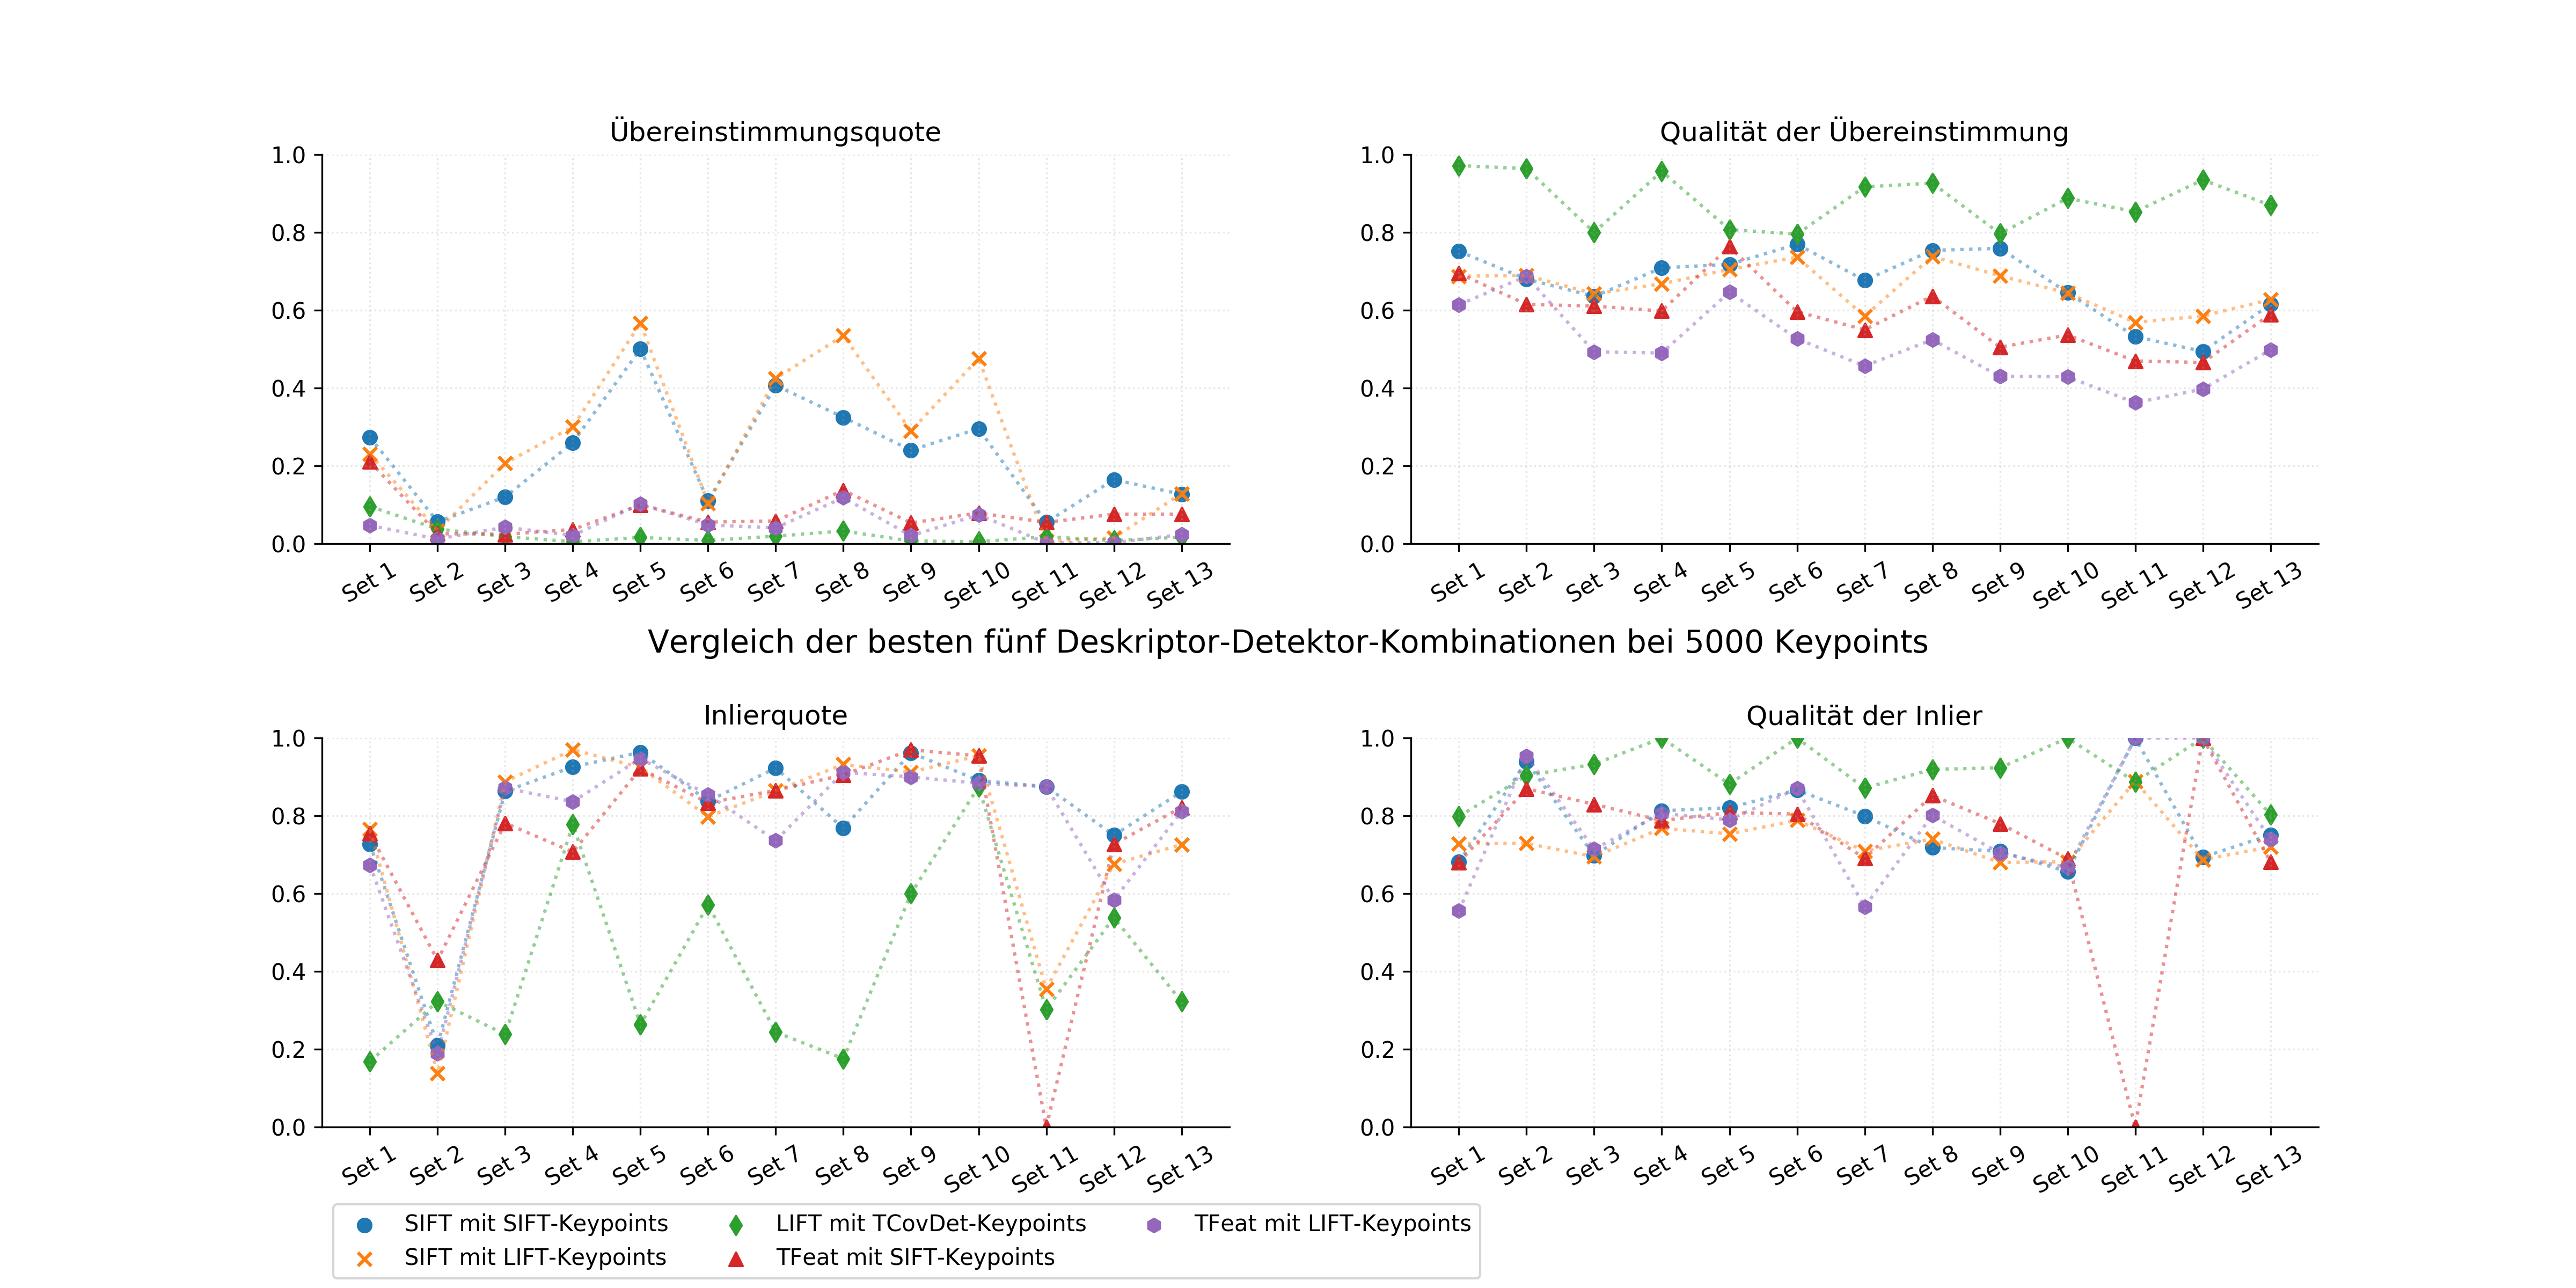 Übereinstimmungsquote
1.0
0.8
0.6
0.4
0.2
0.0
Set 1 Set 2 Set 3 Set 4 Set 5 Set 6 Set 7 Set 8 Set 9 Set 10 Set 11 Set 12 Set 13
Qualität der Übereinstimmung
1.0
0.8
0.6
0.4
0.2
0.0
Set 1 Set 2 Set 3 Set 4 Set 5 Set 6 Set 7 Set 8 Set 9 Set 10 Set 11 Set 12 Set 13
Vergleich der besten fünf Deskriptor-Detektor-Kombinationen bei 5000 Keypoints
Inlierquote
1.0
0.8
0.6
0.4
0.2
0.0
Set 1 Set 2 Set 3 Set 4 Set 5 Set 6 Set 7 Set 8 Set 9 Set 10 Set 11 Set 12 Set 13
Qualität der Inlier
1.0
0.8
0.6
0.4
0.2
0.0
Set 1 Set 2 Set 3 Set 4 Set 5 Set 6 Set 7 Set 8 Set 9 Set 10 Set 11 Set 12 Set 13
SIFT mit SIFT-Keypoints
SIFT mit LIFT-Keypoints
LIFT mit TCovDet-Keypoints
TFeat mit SIFT-Keypoints
TFeat mit LIFT-Keypoints